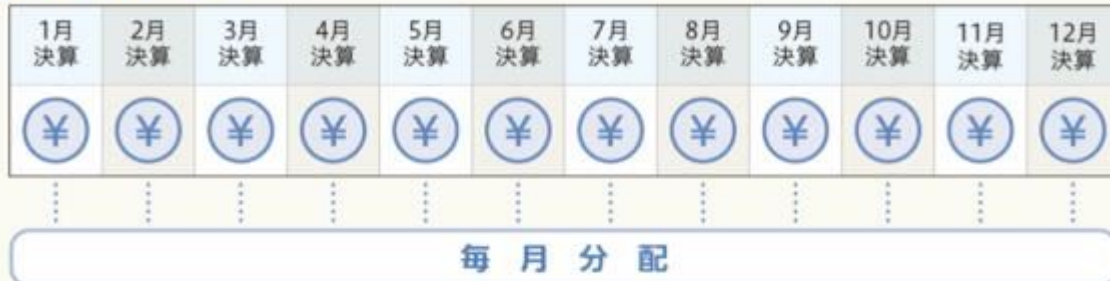 1月 2月 3月 4月 5月 6月 7月 8月 9月 10月 11月 12月
決算 決算 決算 決算 決算 決算 決算 決算 決算 決算 決算 決算
¥ ¥ ¥ ¥ ¥ ¥ ¥ ¥ ¥ ¥ ¥ ¥
毎月分配